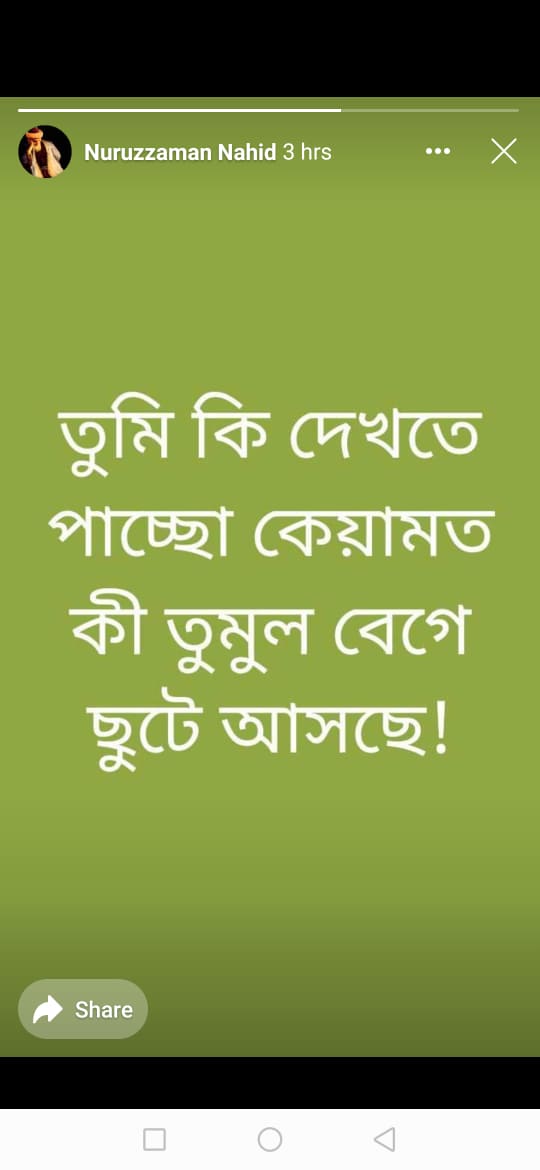 Nuruzzaman Nahid 3 hrs
তুমি কি দেখতে
পাচ্ছো কেয়ামত
কী তুমুল বেগে
ছুটে আসছে!
Share